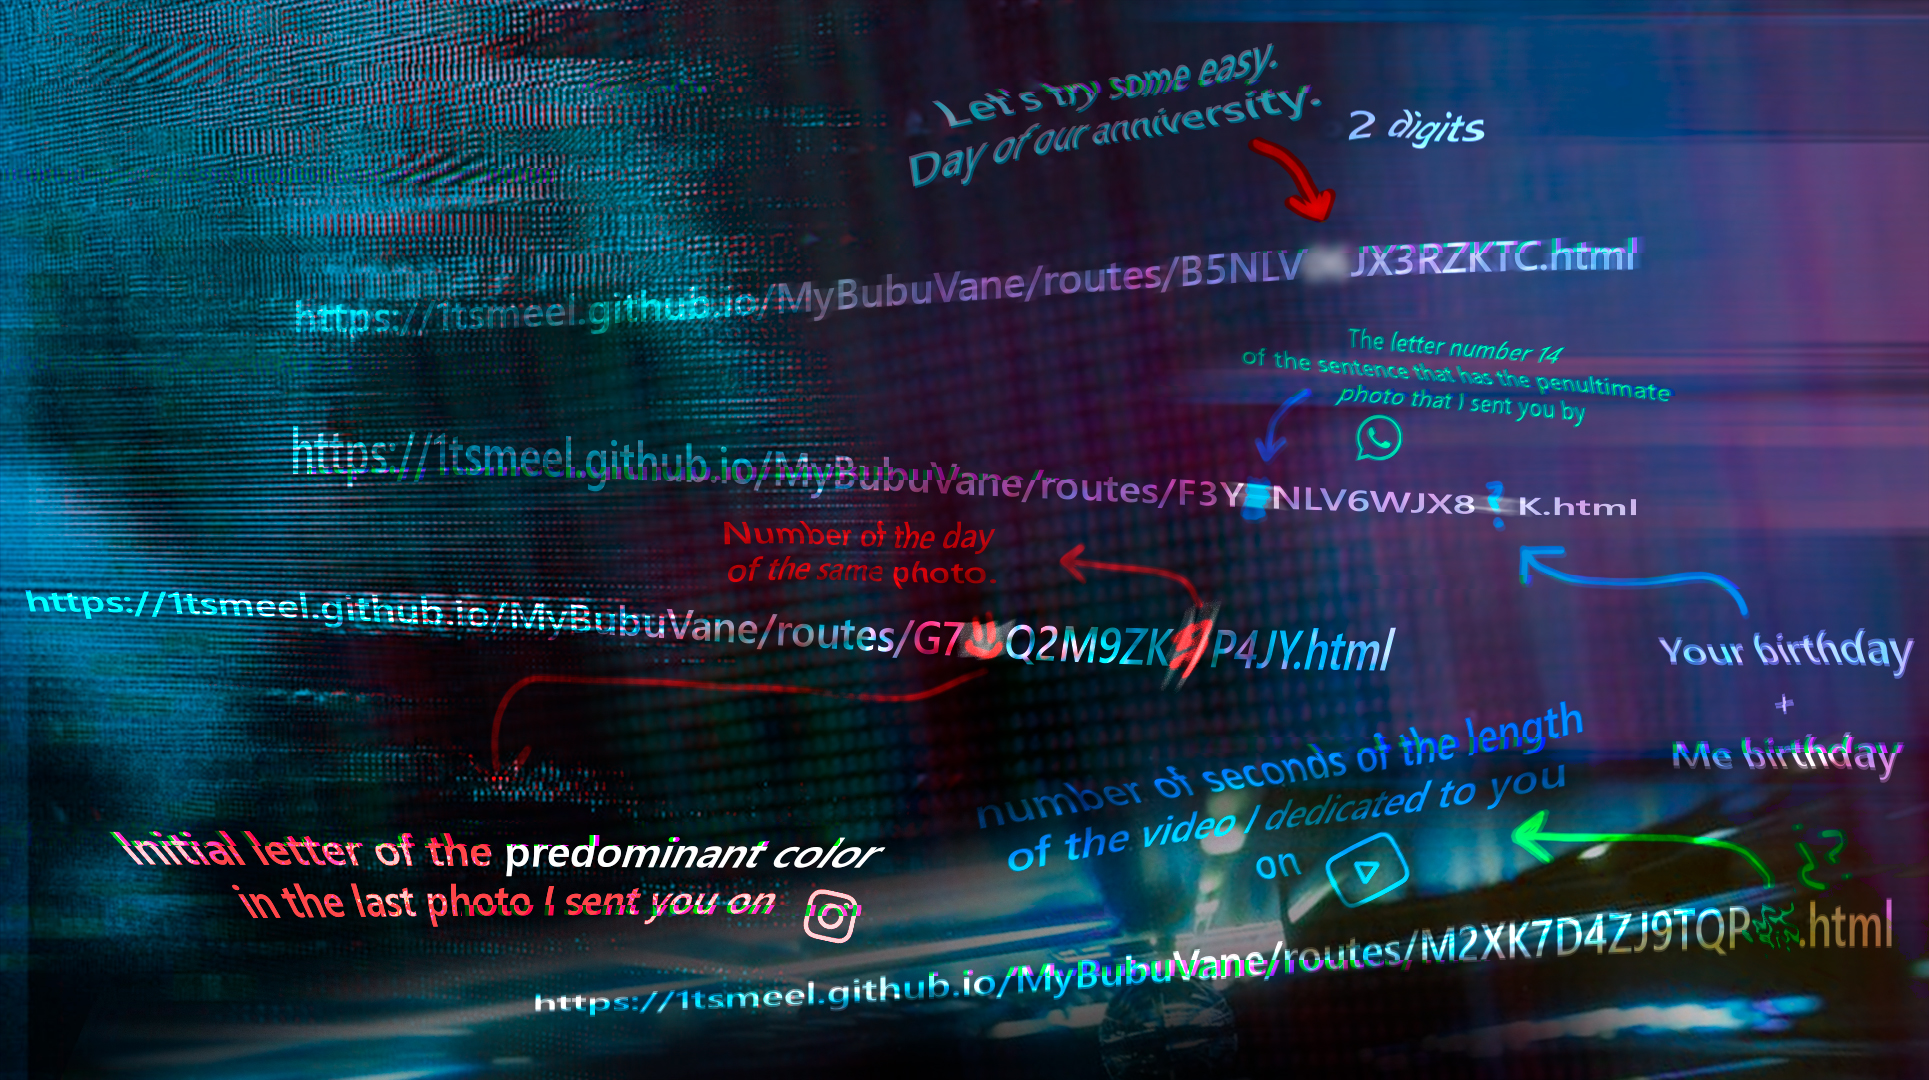 Let's try some easy.
Day of our anniversity.
2 digits
https://1tsmeel.github.io/MyBubuVane/routes/B5NLV JX3RZKTC.html
The letter number 14
of the sentence that has the penultimate
photo that I sent you by
https://1tsmeel.github.io/MyBubuVane/routes/F3Y NLV6WJX8 ? K.html
Number of the day
of the same photo.
https://1tsmeel.github.io/MyBubuVane/routes/G7 Q2M9ZK P4JY.html
Your birthday
+
Me birthday
number of seconds of the length
of the video I dedicated to you
on
¿?
Initial letter of the predominant color
in the last photo I sent you on
https://1tsmeel.github.io/MyBubuVane/routes/M2XK7D4ZJ9TQP .html